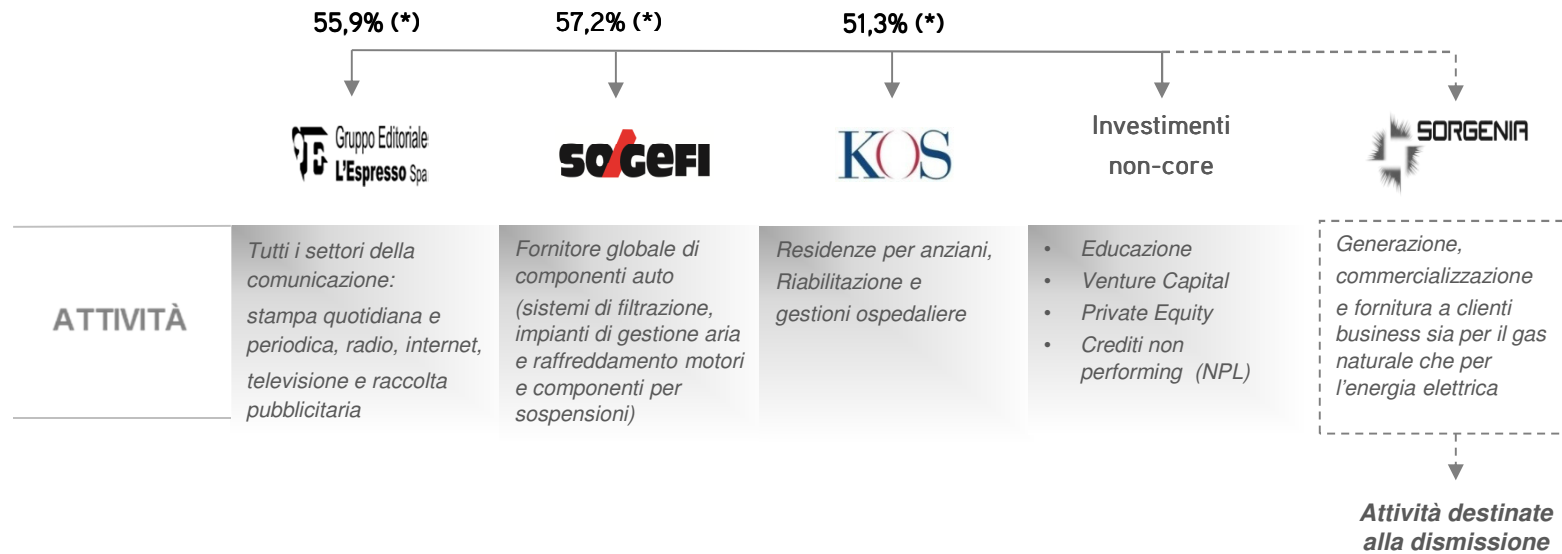 55,9% (*)
57,2% (*)
51,3% (*)
Gruppo Editoriale
L'Espresso Spa
SOGEFI
KOS
Investimenti
non-core
SORGENIA
ATTIVITÀ
Tutti i settori della
comunicazione:
stampa quotidiana e
periodica, radio, internet,
televisione e raccolta
pubblicitaria
Fornitore globale di
componenti auto
(sistemi di filtrazione,
impianti di gestione aria
e raffreddamento motori
e componenti per
sospensioni)
Residenze per anziani,
Riabilitazione e
gestioni ospedaliere
• Educazione
• Venture Capital
• Private Equity
• Crediti non
performing (NPL)
Generazione,
commercializzazione
e fornitura a clienti
business sia per il gas
naturale che per
l'energia elettrica
Attività destinate
alla dismissione